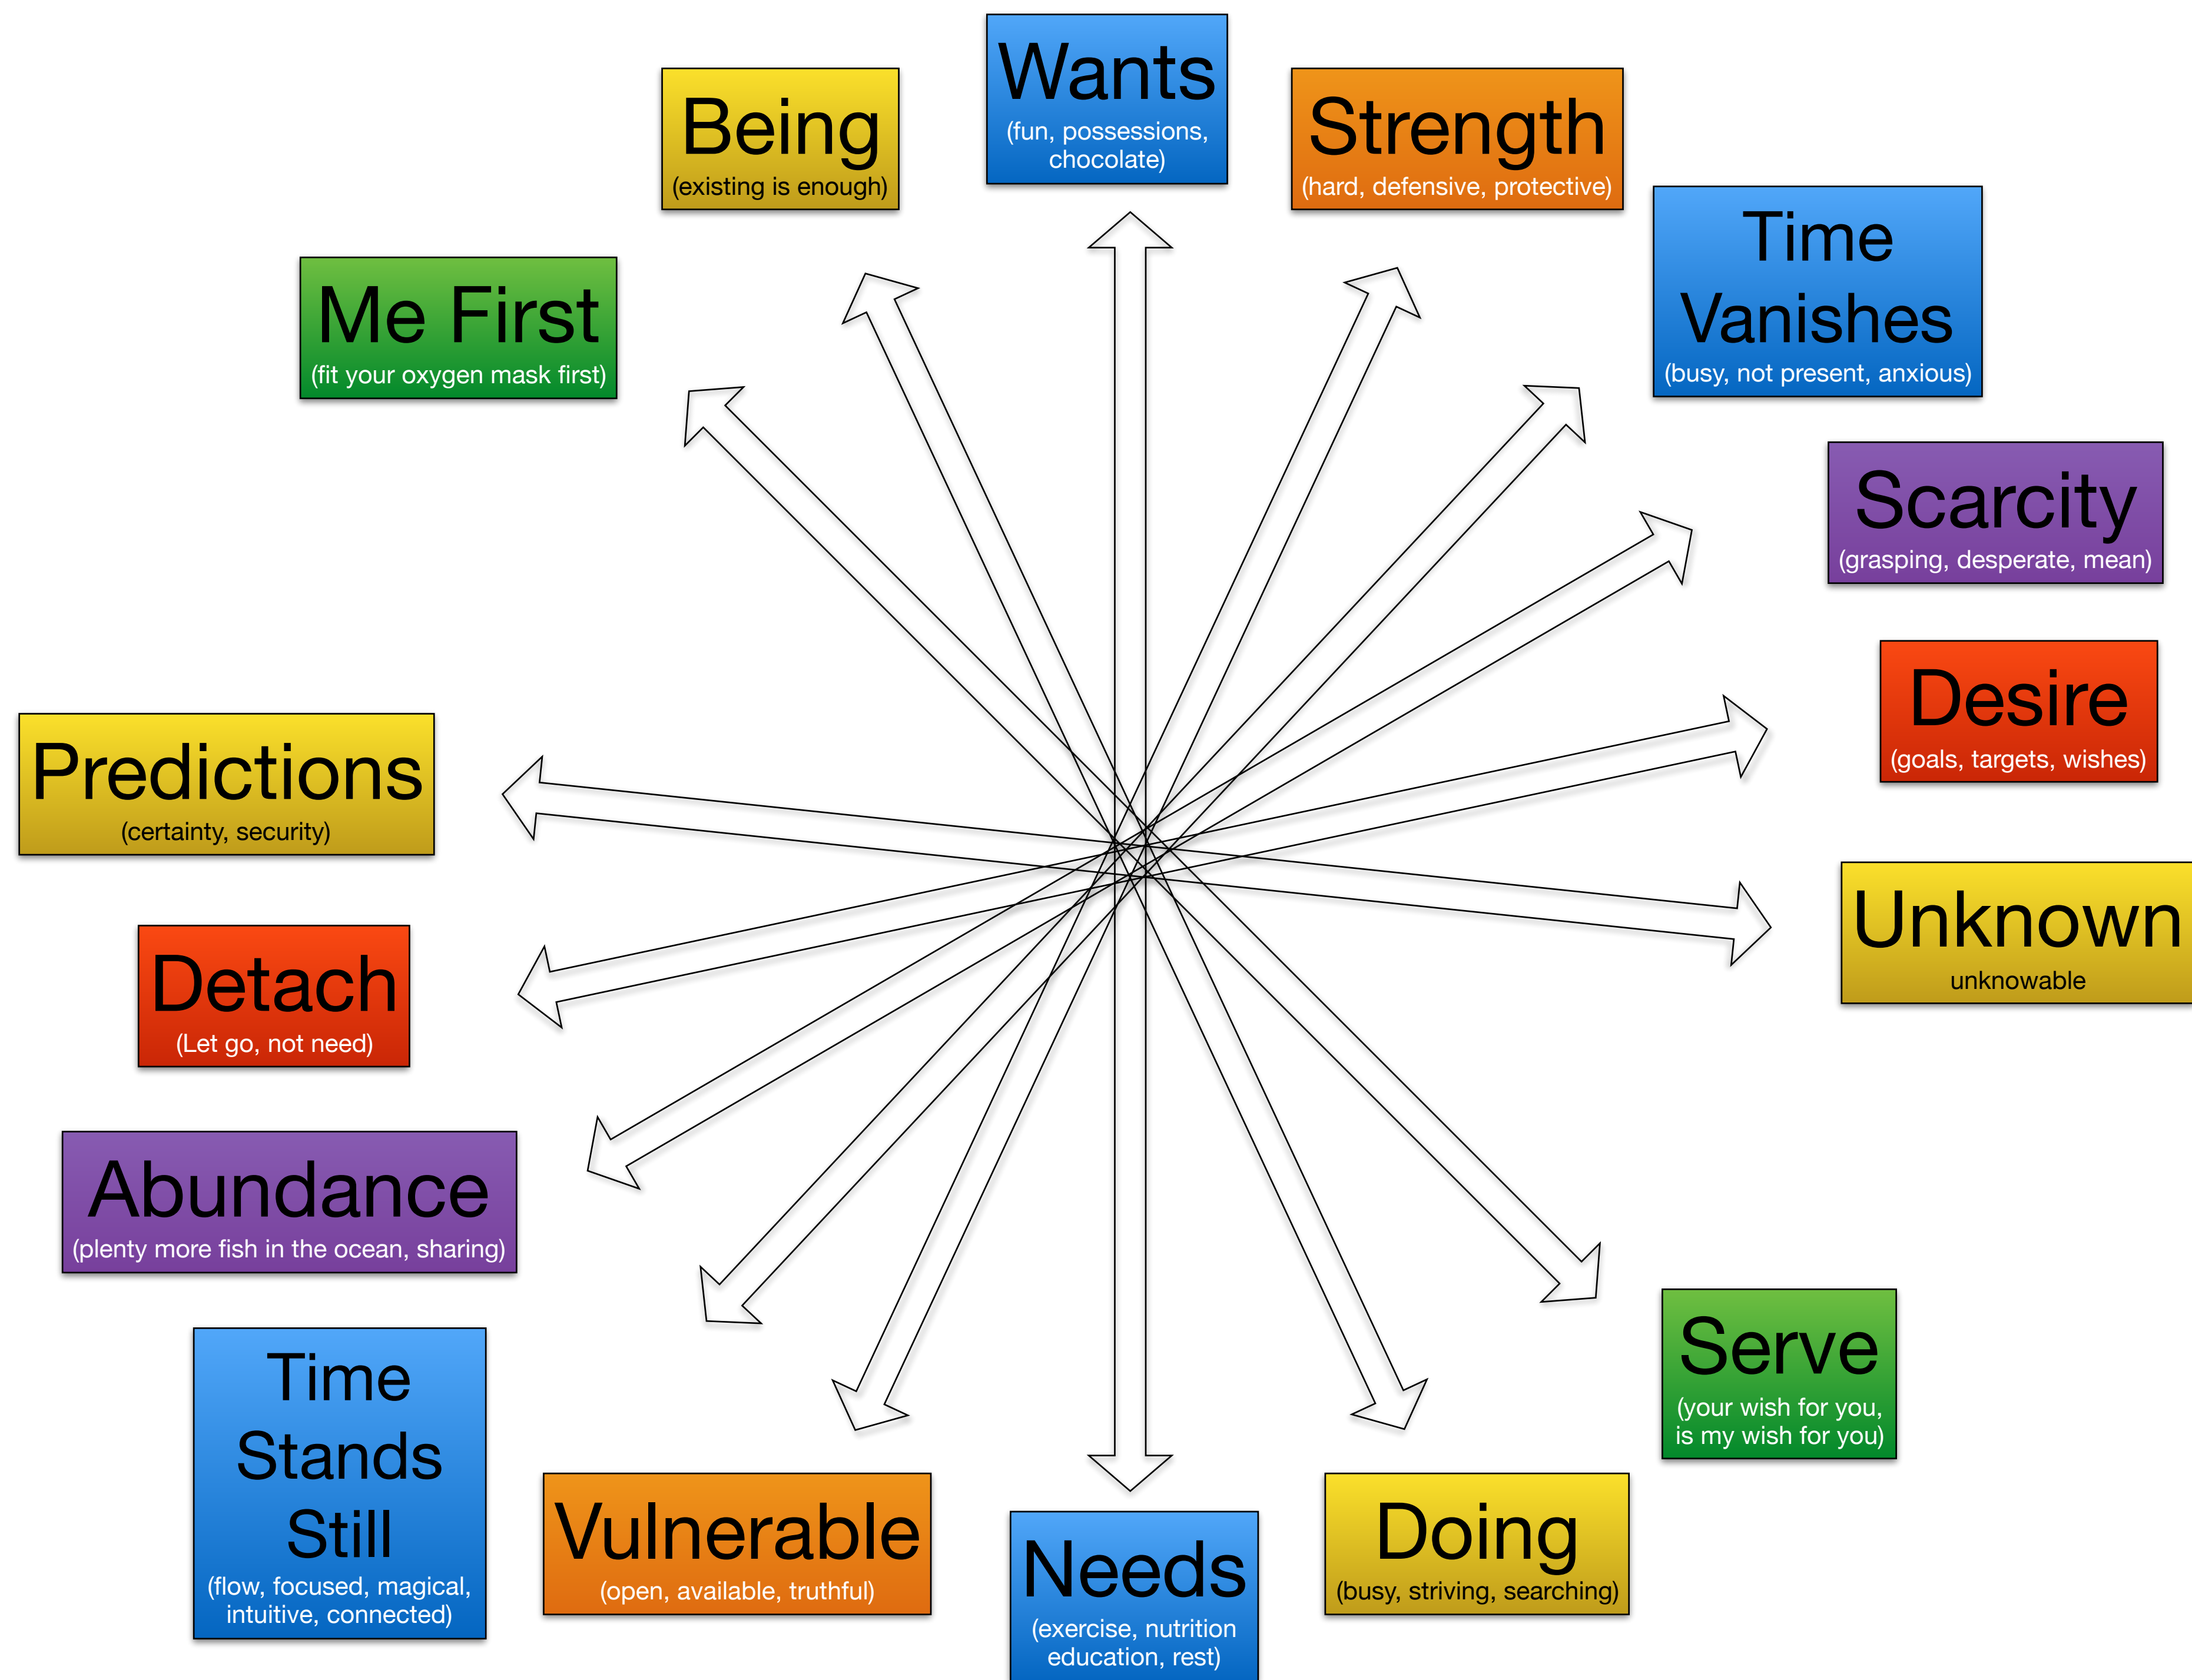 Wants
(fun, possessions,
chocolate)
Being
(existing is enough)
Strength
(hard, defensive, protective)
Time
Vanishes
(busy, not present, anxious)
Me First
(fit your oxygen mask first)
Scarcity
(grasping, desperate, mean)
Desire
(goals, targets, wishes)
Predictions
(certainty, security)
Unknown
unknowable
Detach
(Let go, not need)
Abundance
(plenty more fish in the ocean, sharing)
Serve
(your wish for you,
is my wish for you)
Time
Stands
Still
(flow, focused, magical,
intuitive, connected)
Vulnerable
(open, available, truthful)
Needs
(exercise, nutrition
education, rest)
Doing
(busy, striving, searching)